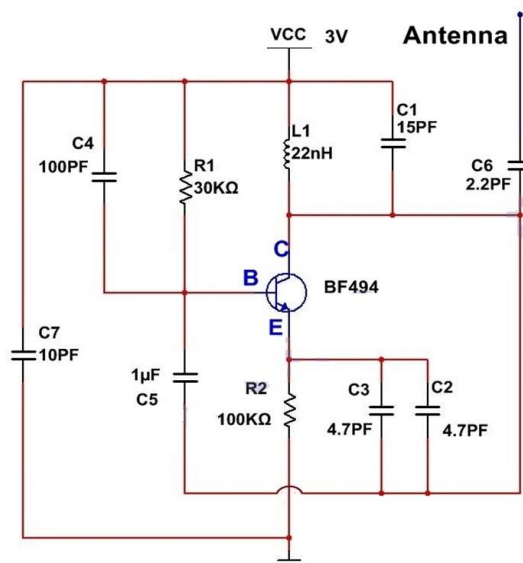 VCC 3V
Antenna
C4
100PF
R1
30KΩ
L1
22nH
C1
15PF
C6
2.2PF
C
B
BF494
E
C7
10PF
1µF
C5
R2
100KΩ
C3
4.7PF
C2
4.7PF